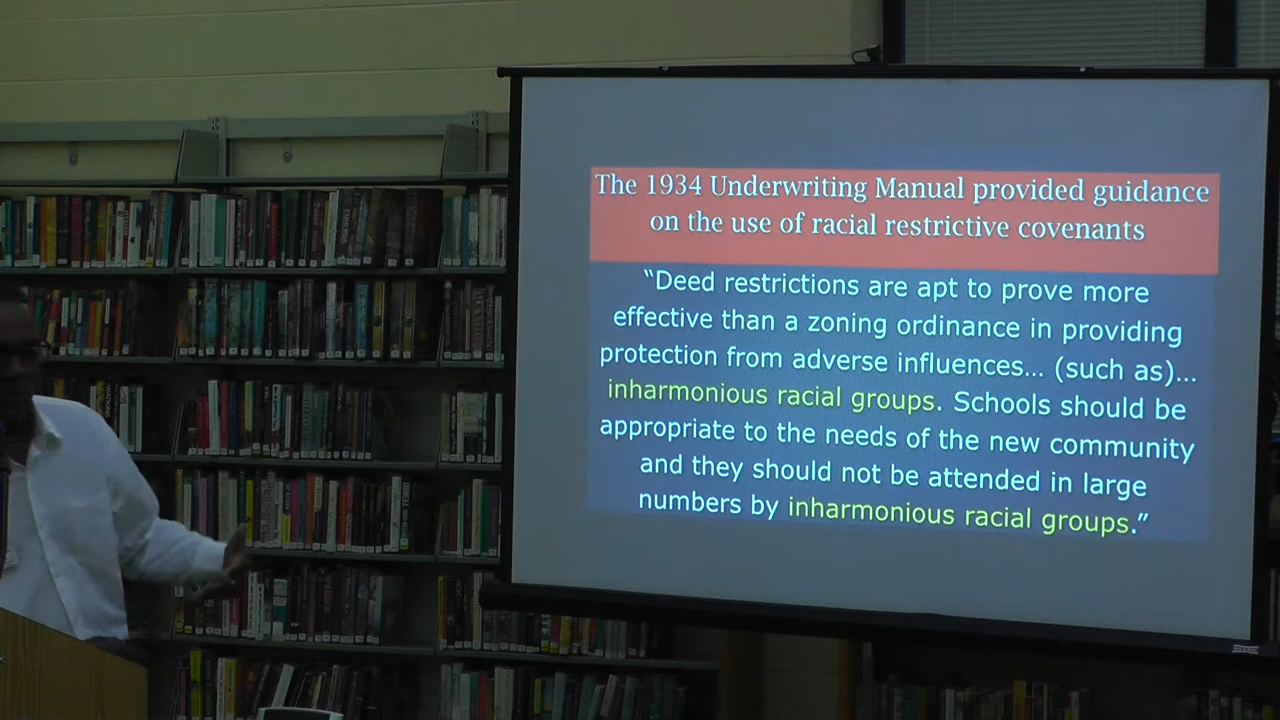 The 1934 Underwriting Manual provided guidance
on the use of racial restrictive covenants
“Deed restrictions are apt to prove more
effective than a zoning ordinance in providing
protection from adverse influences... (such as)...
inharmonious racial groups. Schools should be
appropriate to the needs of the new community
and they should not be attended in large
numbers by inharmonious racial groups.”